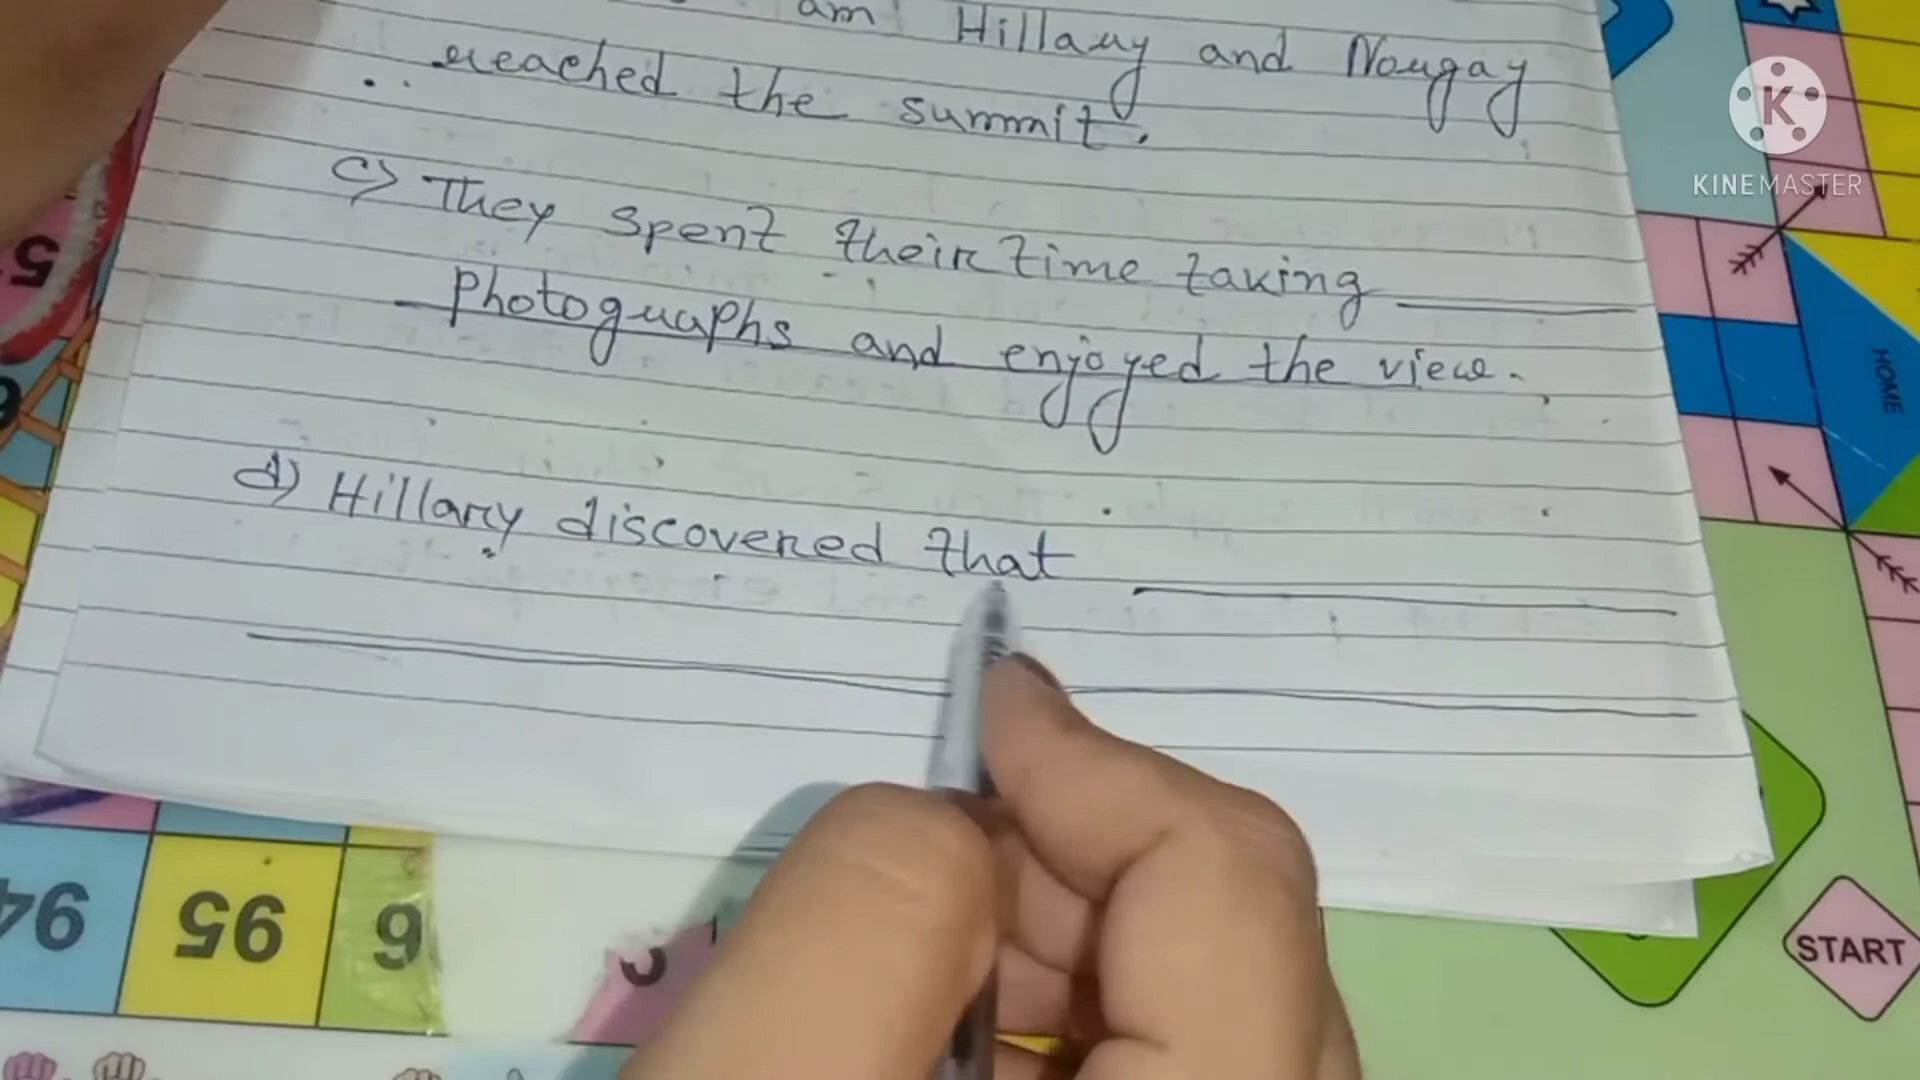 am Hillary and Norgay
reached the summit.
c) They spent their time taking
photographs and enjoyed the view.
d) Hillary discovered that
K
KINEMASTER
HOME
START
95
6
5